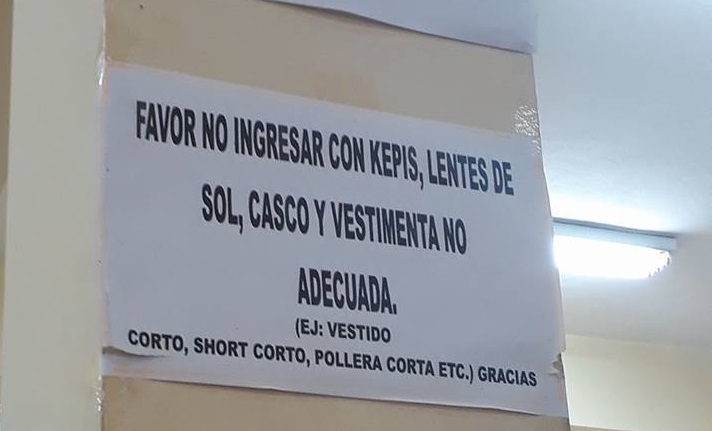 FAVOR NO INGRESAR CON KEPIS, LENTES DE
SOL, CASCO Y VESTIMENTA NO
ADECUADA.
(EJ: VESTIDO
CORTO, SHORT CORTO, POLLERA CORTA ETC.) GRACIAS